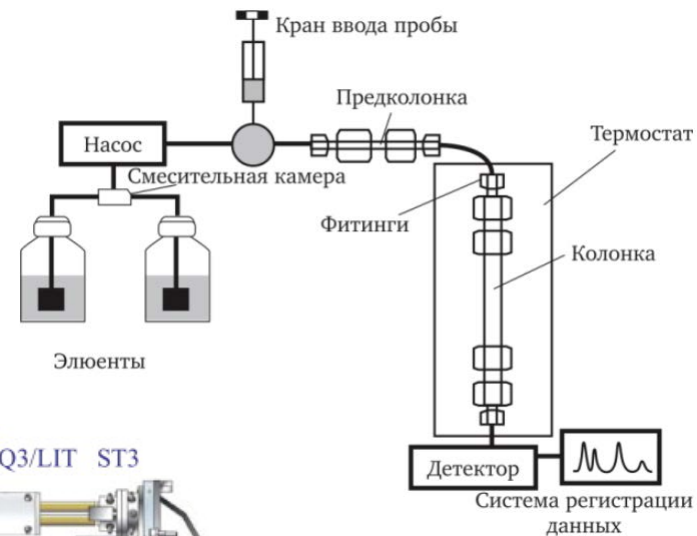 Кран ввода пробы
Предколонка
Термостат
Насос
Смесительная камера
Фитинги
Колонка
Элюенты
Q3/LIT ST3
Детектор
Система регистрации
данных